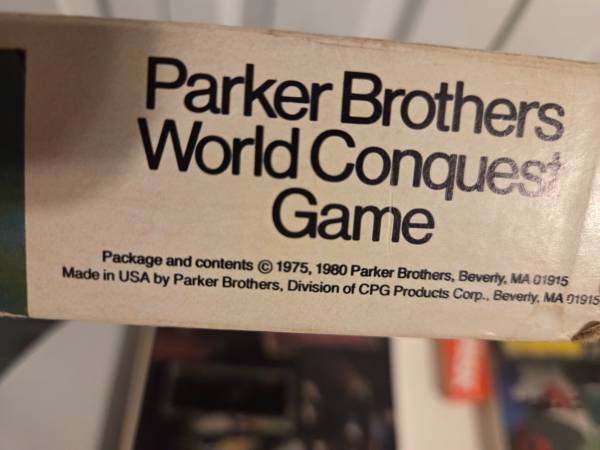 Parker Brothers
World Conquest
Game
Package and contents © 1975, 1980 Parker Brothers, Beverly, MA 01915
Made in USA by Parker Brothers, Division of CPG Products Corp., Beverly, MA 01915